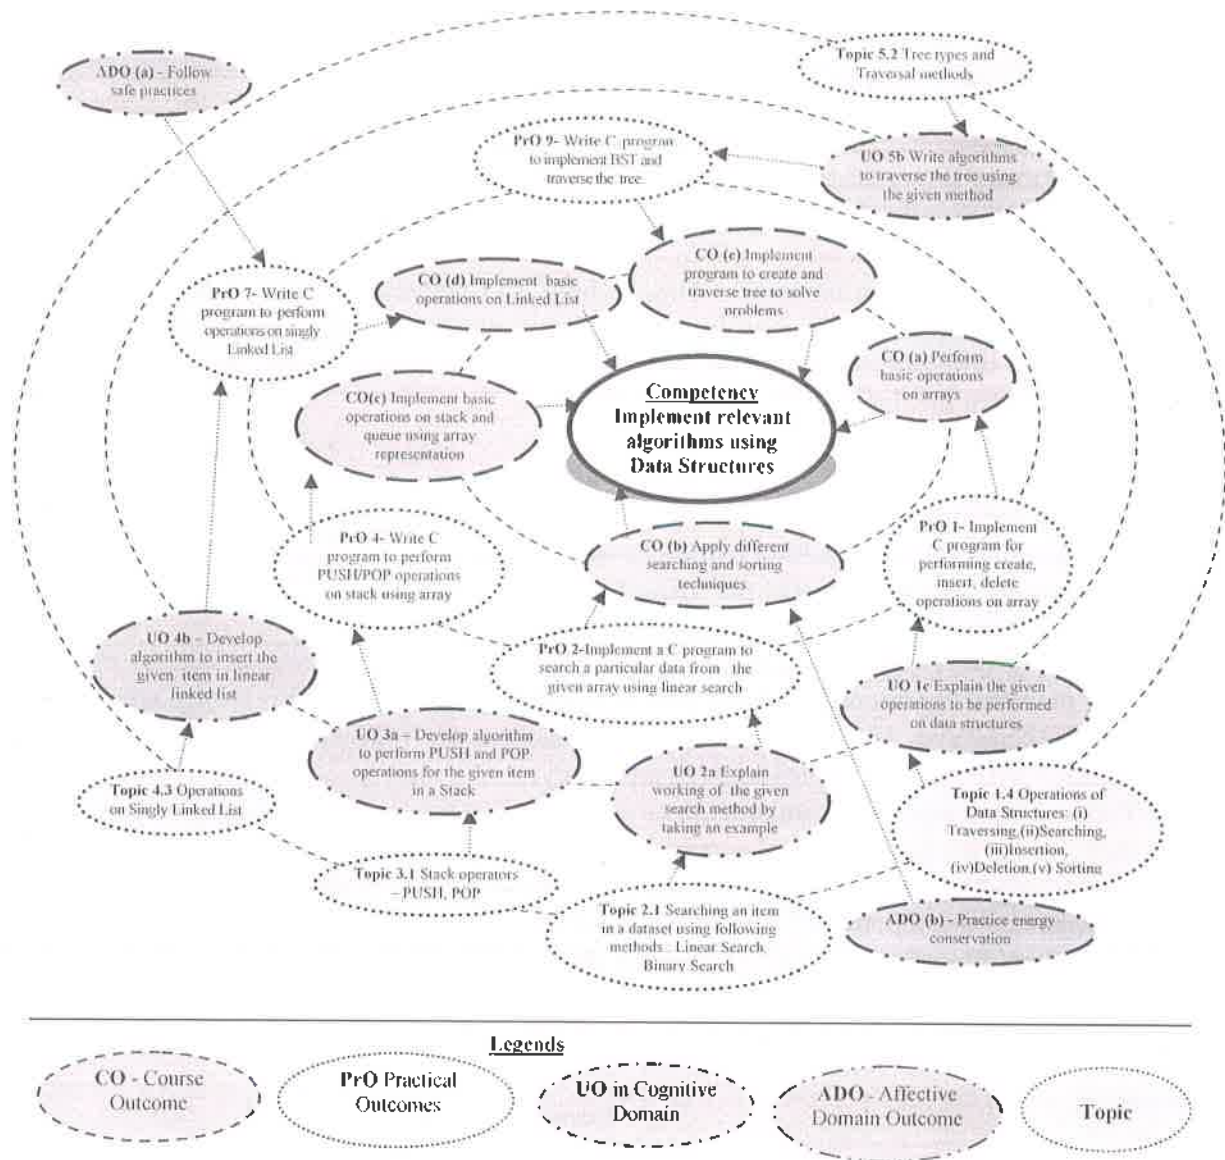 ADO (a) - Follow
safe practices
Topic 5.2 Tree types and
Traversal methods
PrO 9- Write C program
to implement BST and
traverse the tree.
UO 5b Write algorithms
to traverse the tree using
the given method
PrO 7- Write C
program to perform
operations on singly
Linked List
CO (d) Implement basic
operations on Linked List
CO (e) Implement
program to create and
traverse tree to solve
problems
CO (a) Perform
basic operations
on arrays
CO(c) Implement basic
operations on stack and
queue using array
representation
Competency
Implement relevant
algorithms using
Data Structures
PrO 4- Write C
program to perform
PUSH/POP operations
on stack using array
CO (b) Apply different
searching and sorting
techniques
PrO 1- Implement
C program for
performing create,
insert, delete
operations on array
UO 4b – Develop
algorithm to insert the
given item in linear
linked list
PrO 2-Implement a C program to
search a particular data from the
given array using linear search
UO 1c Explain the given
operations to be performed
on data structures
UO 3a – Develop algorithm
to perform PUSH and POP
operations for the given item
in a Stack
UO 2a Explain
working of the given
search method by
taking an example
Topic 4.3 Operations
on Singly Linked List
Topic 1.4 Operations of
Data Structures: (i)
Traversing,(ii)Searching,
(iii)Insertion,
(iv)Deletion,(v) Sorting
Topic 3.1 Stack operators
–PUSH, POP
Topic 2.1 Searching an item
in a dataset using following
methods : Linear Search,
Binary Search
ADO (b) - Practice energy
conservation
Legends
CO - Course
Outcome
PrO Practical
Outcomes
UO in Cognitive
Domain
ADO - Affective
Domain Outcome
Topic